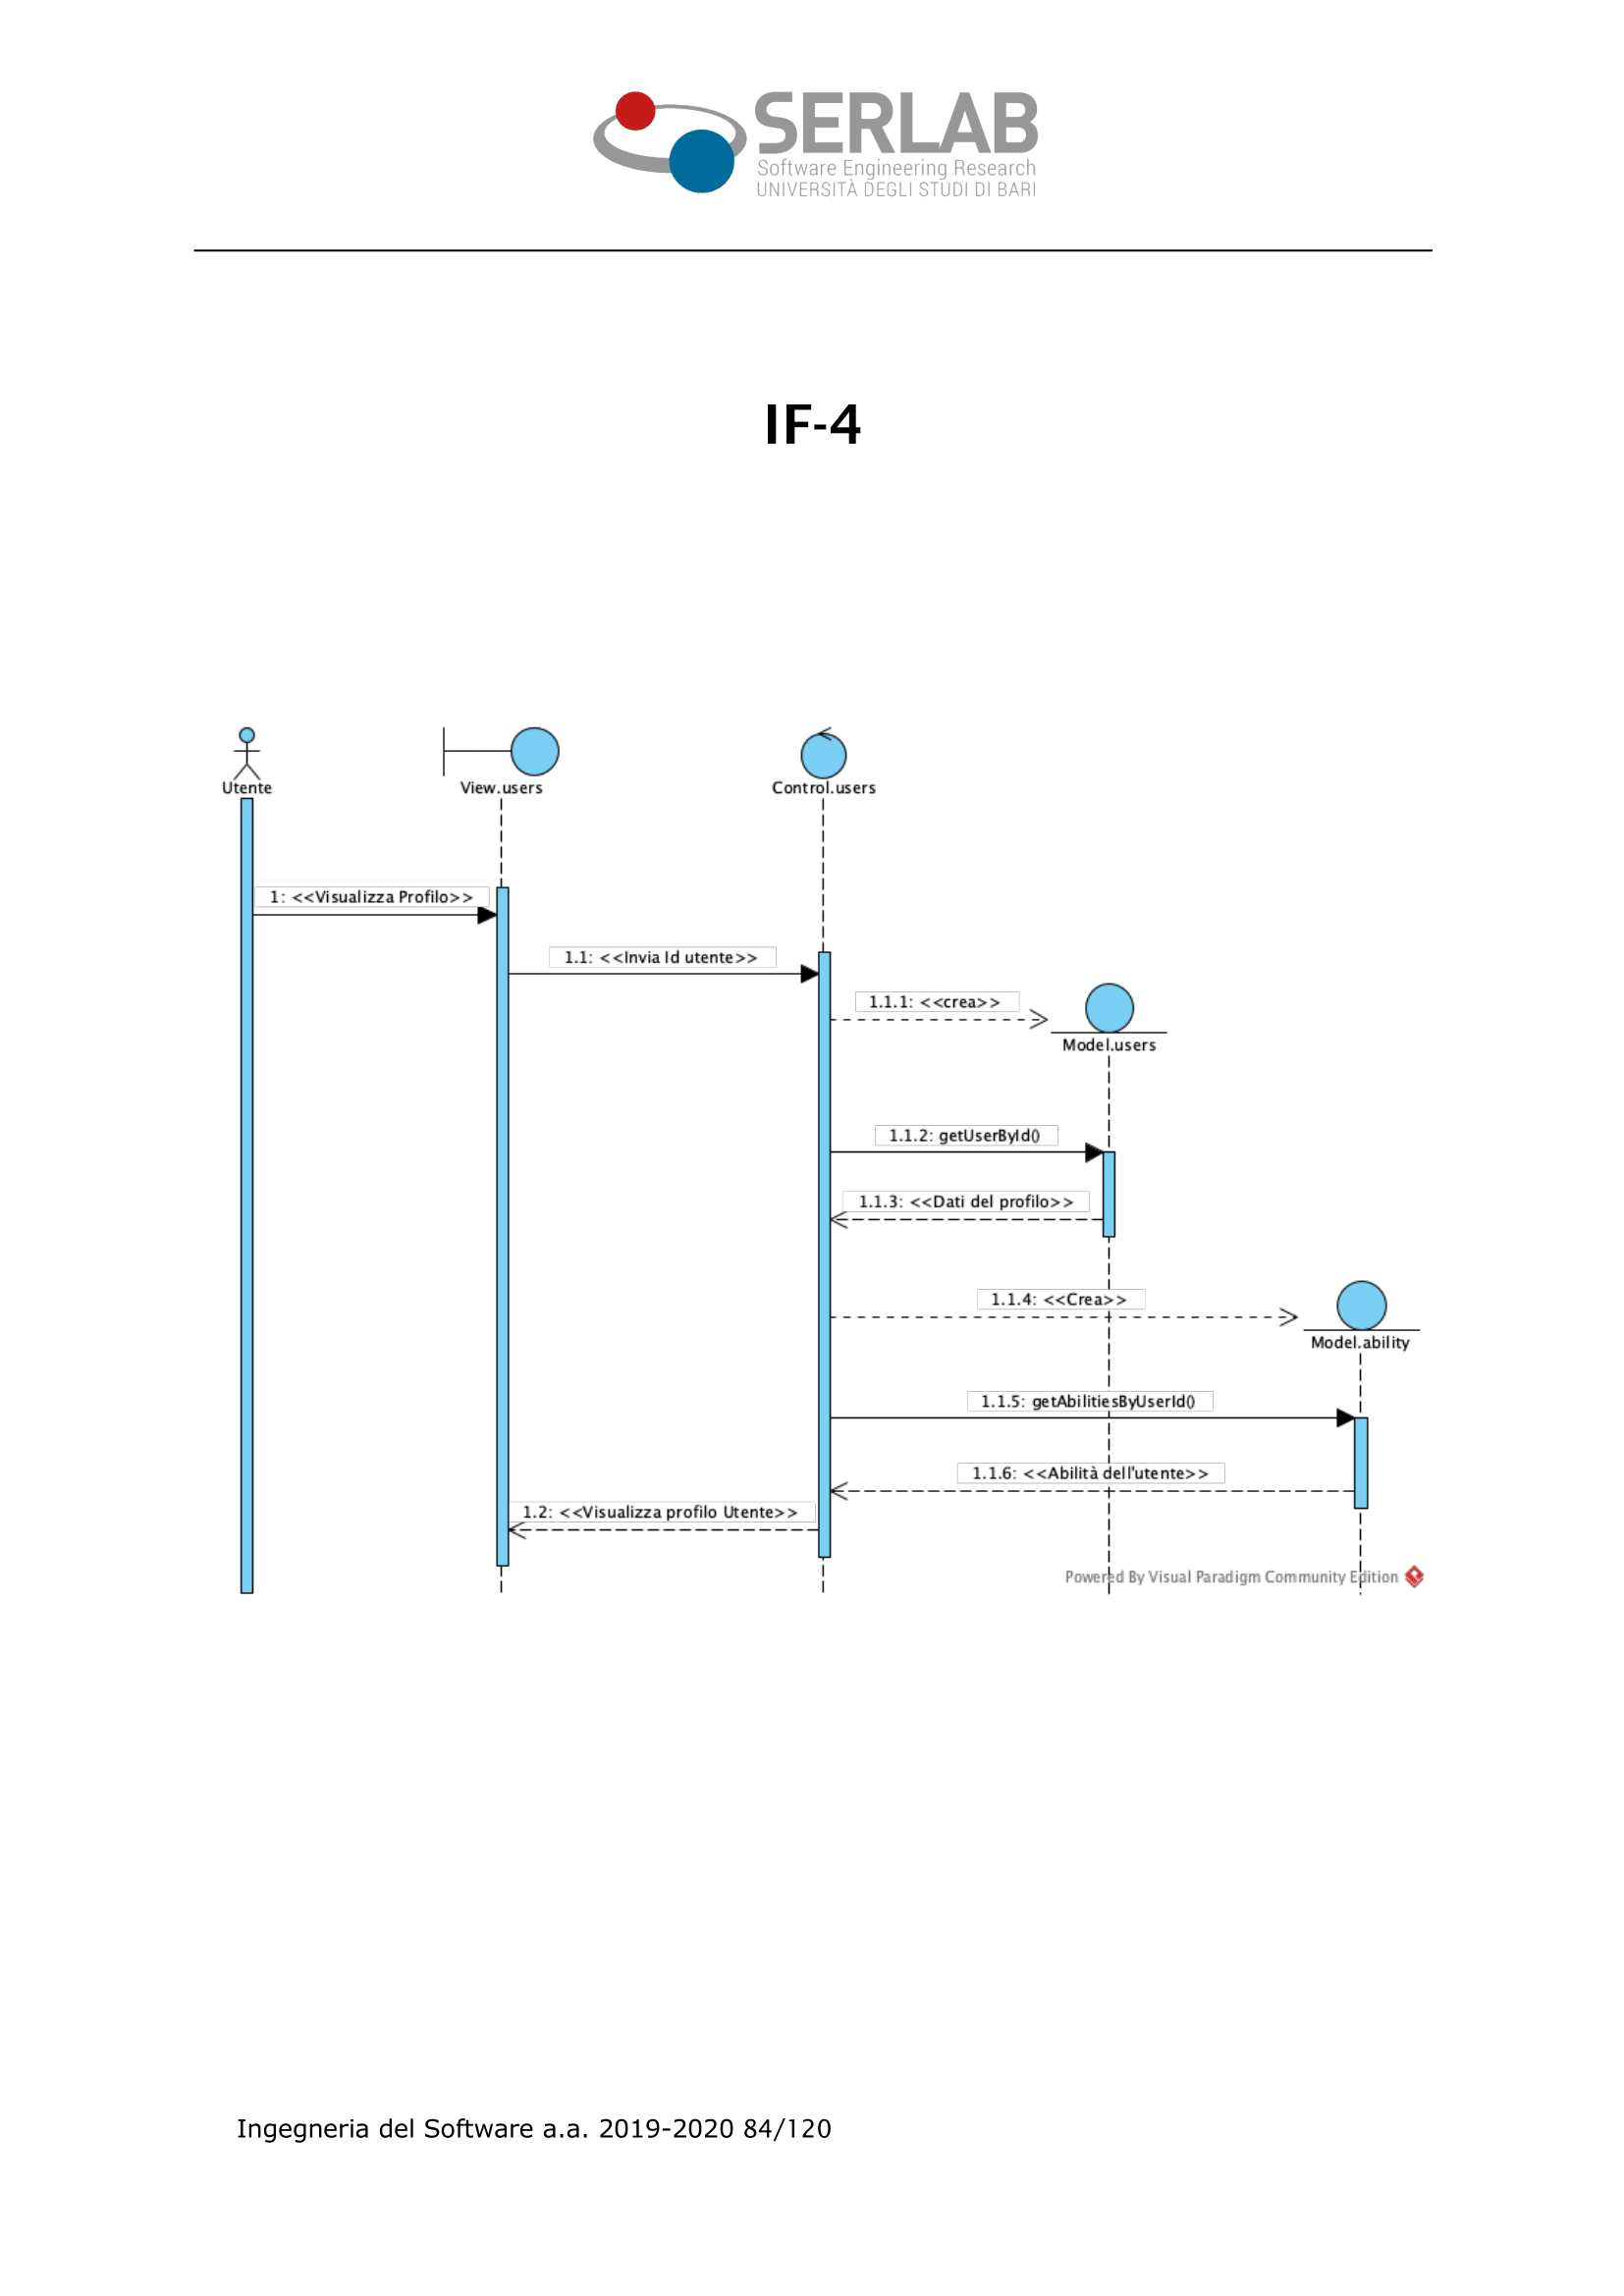 SERLAB
Software Engineering Research
UNIVERSITÀ DEGLI STUDI DI BARI
IF-4
Utente
View.users
Control.users
1: <<Visualizza Profilo>>
1.1: <<Invia Id utente>>
1.1.1: <<crea>>
Model.users
1.1.2: getUserById()
1.1.3: <<Dati del profilo>>
1.1.4: <<Crea>>
Model.ability
1.1.5: getAbilitiesByUserId()
1.1.6: <<Abilità dell'utente>>
1.2: <<Visualizza profilo Utente>>
Powered By Visual Paradigm Community Edition
Ingegneria del Software a.a. 2019-2020 84/120